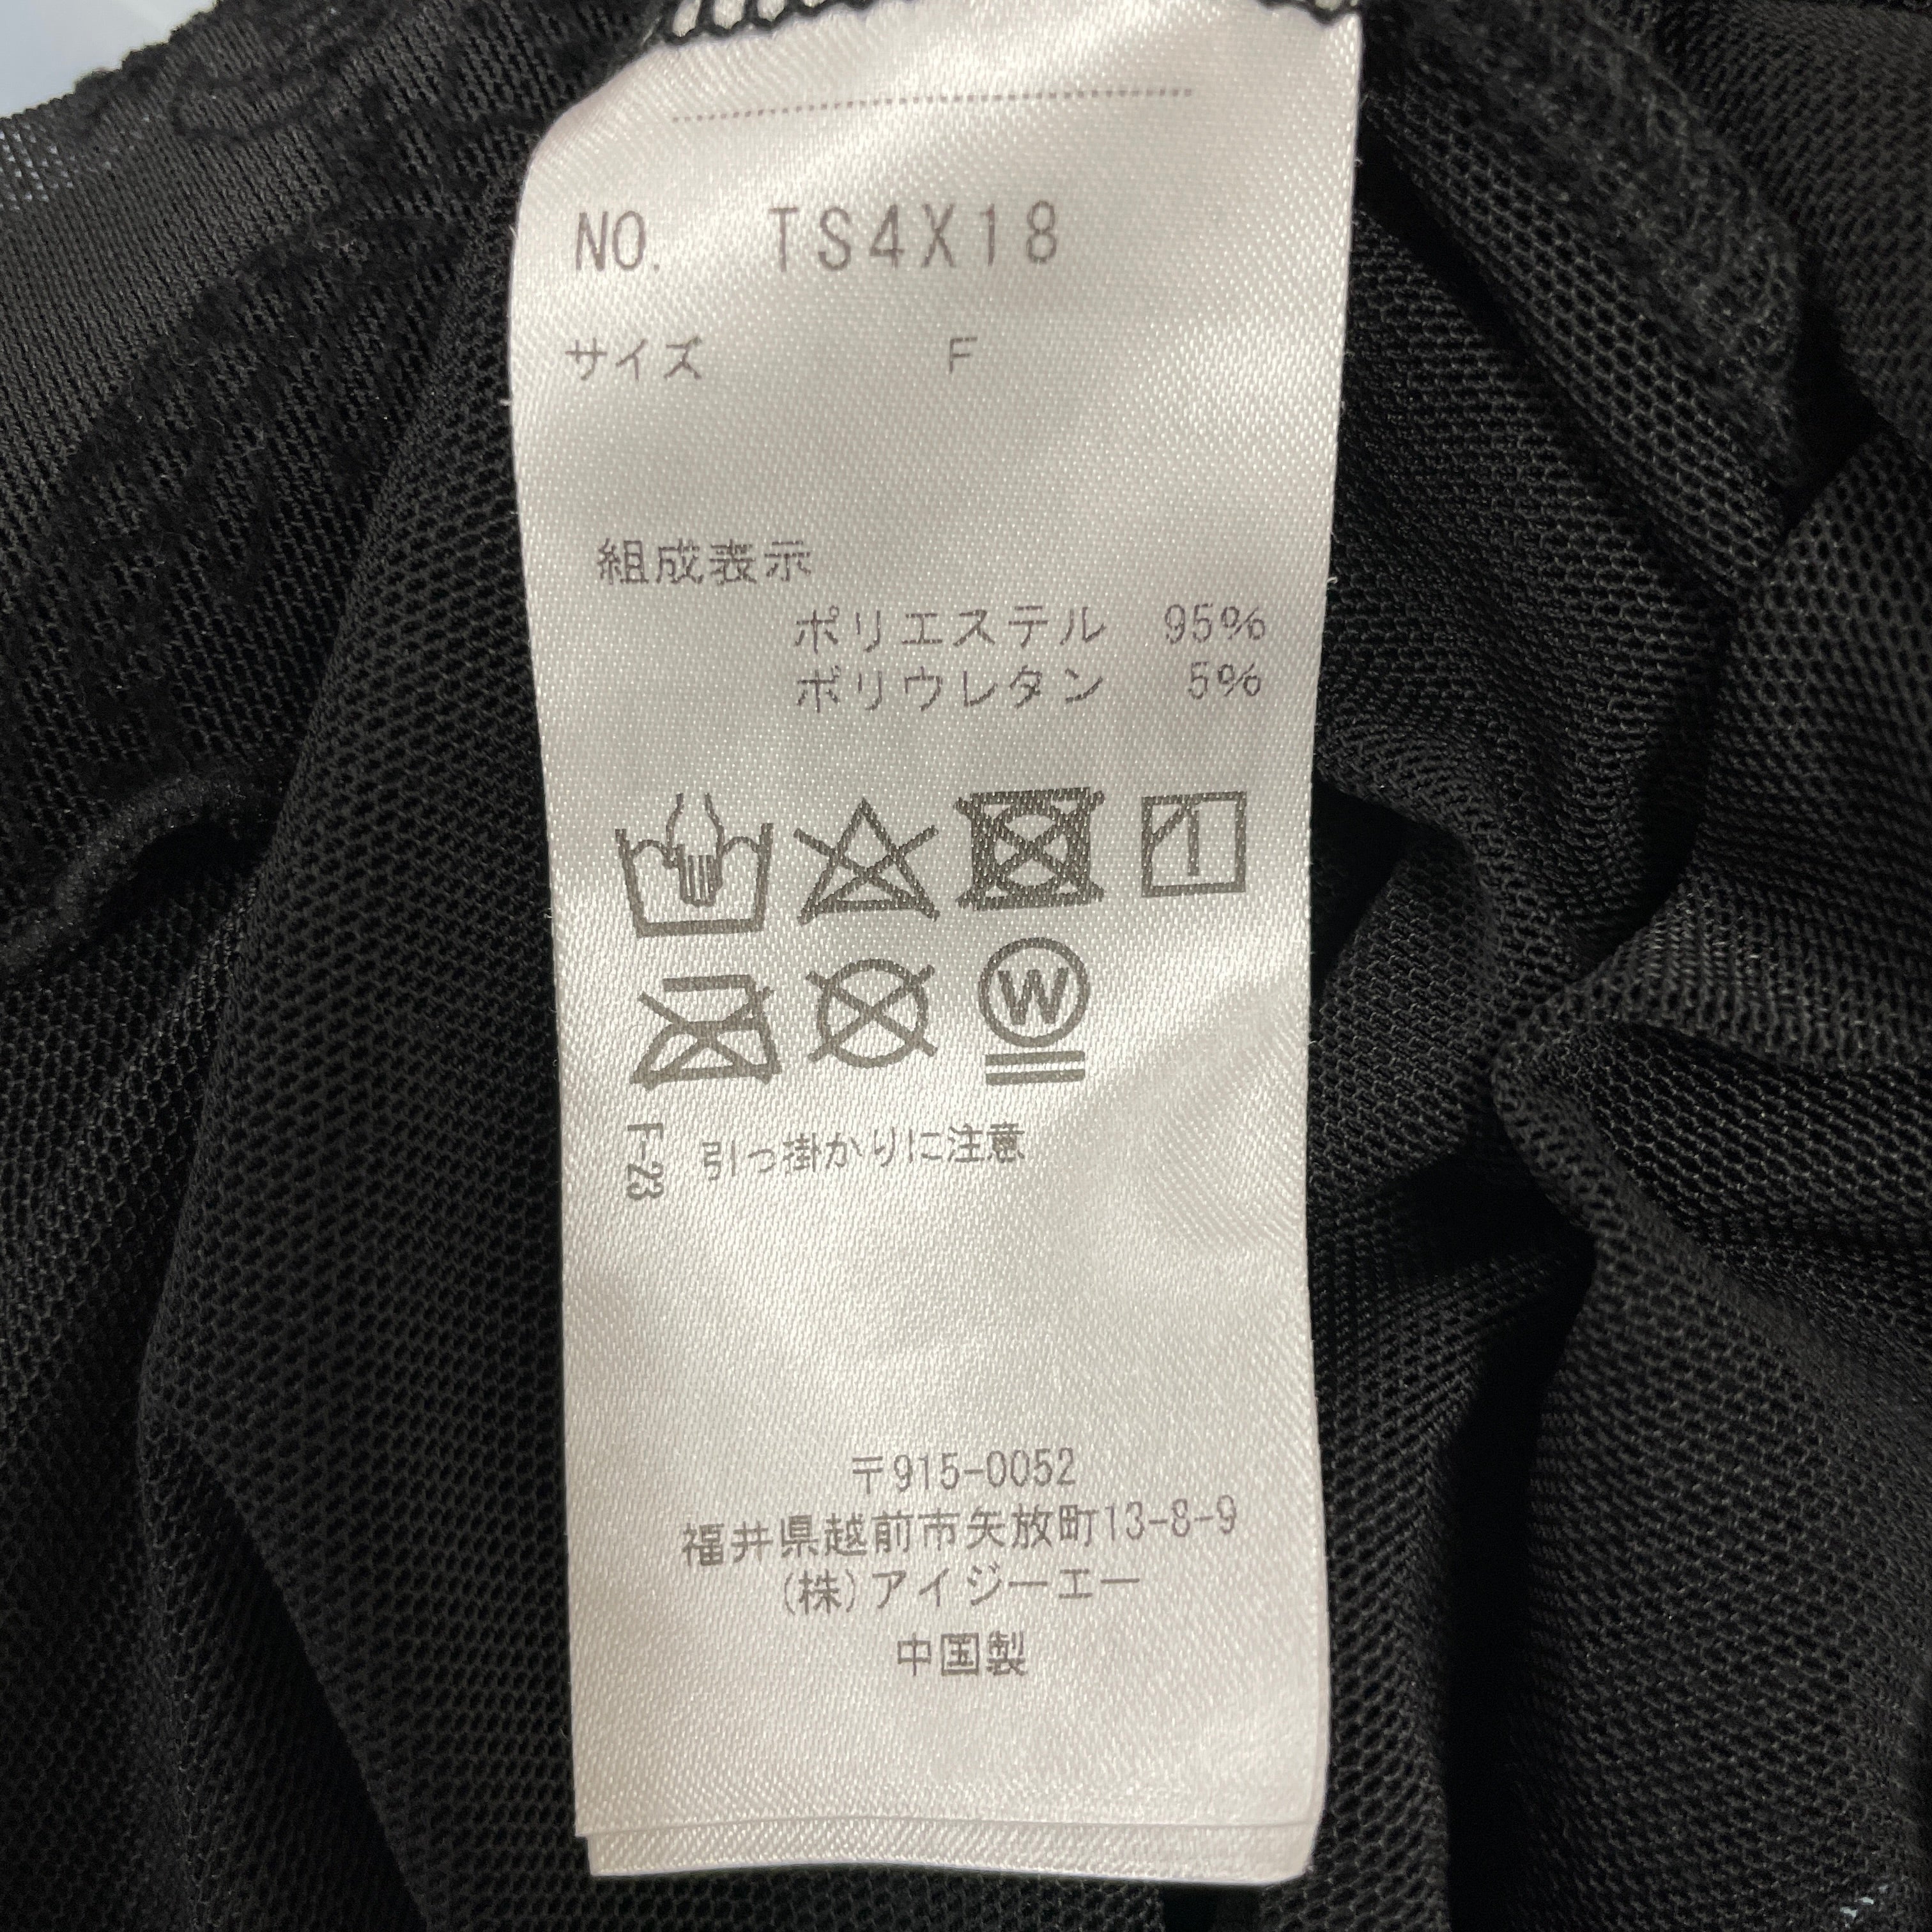 NO. TS4X18
サイズ F
組成表示
ポリエステル 95%
ポリウレタン 5%
W
F-23 引っ掛かりに注意
〒915-0052
福井県越前市矢放町13-8-9
(株)アイジーエー
中国製